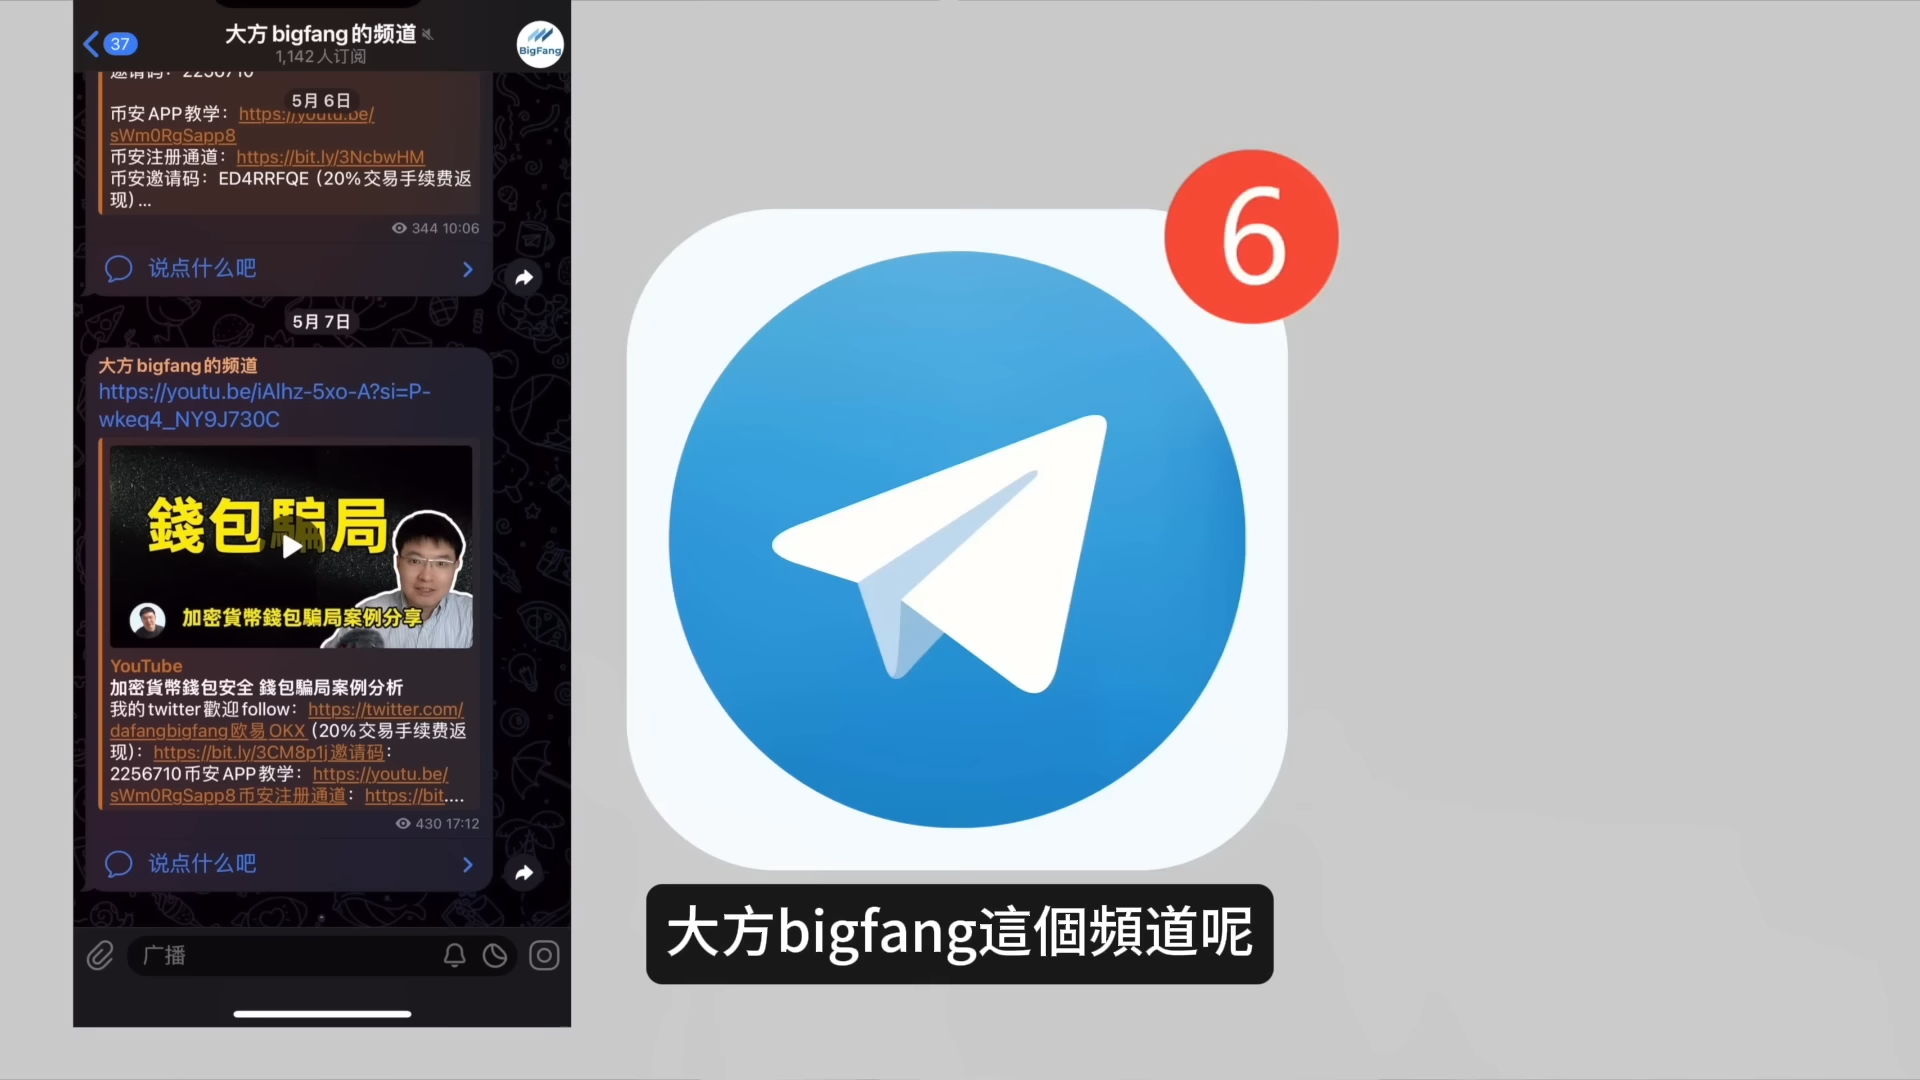 37
大方 bigfang的频道
1,142人订阅
BigFang
邀请码：2256710
5月 6日
币安APP教学：https://youtu.be/
sWm0RgSapp8
币安注册通道：https://bit.ly/3NcbwHM
币安邀请码：ED4RRFQE（20%交易手续费返
现）...
344 10:06
说点什么吧
5月 7日
大方 bigfang的频道
https://youtu.be/iAlhz-5xo-A?si=P-
wkeq4_NY9J730C
錢包騙局
加密貨幣錢包騙局案例分享
YouTube
加密貨幣錢包安全 錢包騙局案例分析
我的twitter歡迎follow：https://twitter.com/
dafangbigfang欧易OKX（20%交易手续费返
现）：https://bit.ly/3CM8p1j邀请码：
2256710币安APP教学：https://youtu.be/
sWm0RgSapp8币安注册通道：https://bit....
430 17:12
说点什么吧
广播
6
大方bigfang這個頻道呢